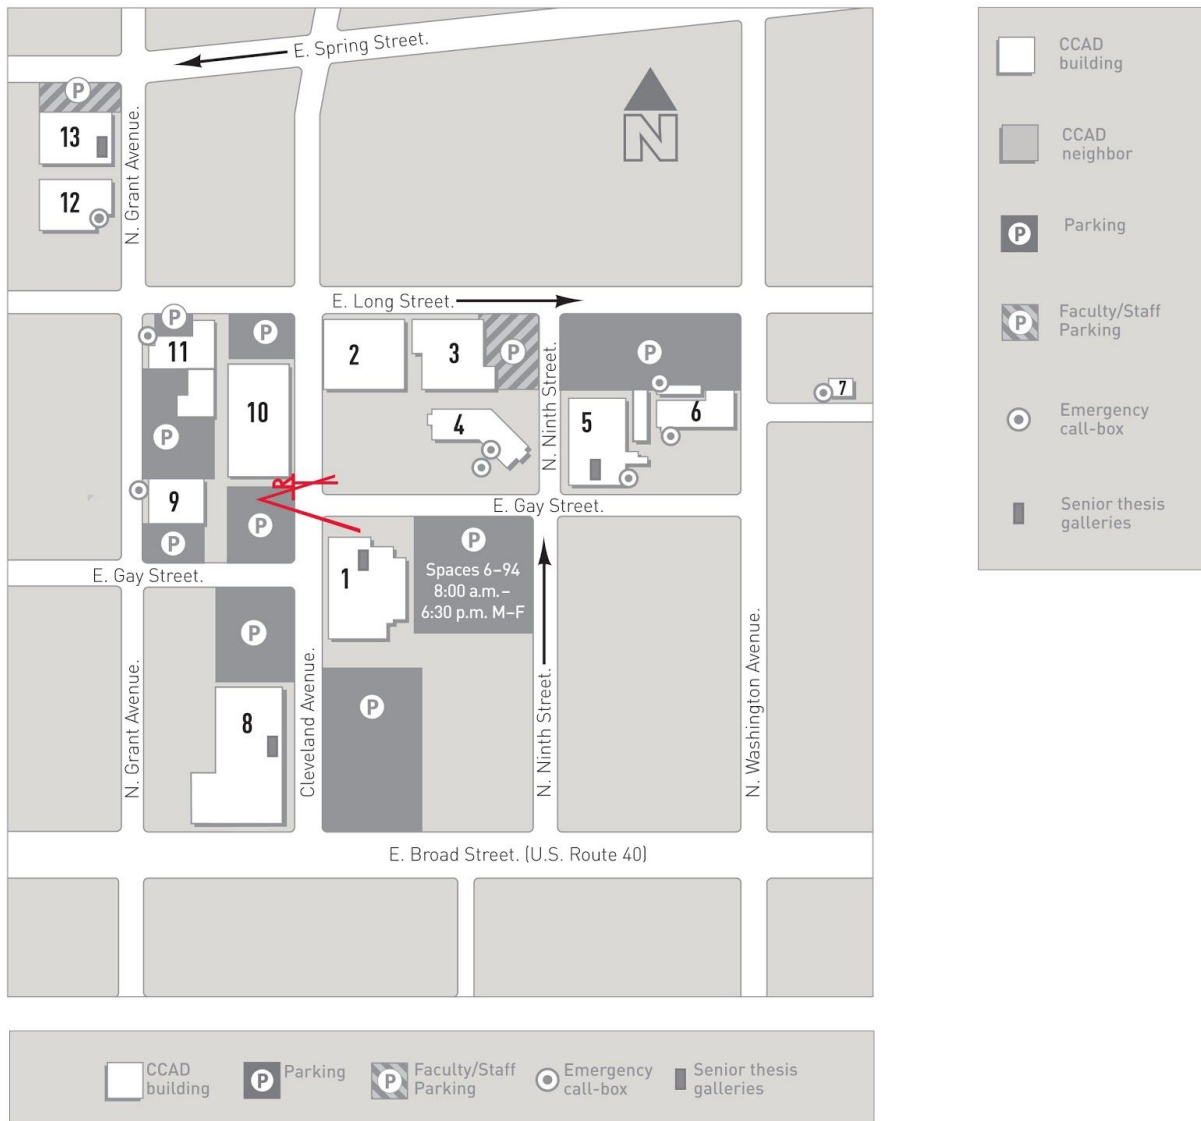 E. Spring Street.
N
P
13
12
N. Grant Avenue.
E. Long Street.
P
11
P
10
P
9
P
P
2
3
P
4
N. Ninth Street.
P
5
6
7
E. Gay Street.
E. Gay Street.
R
1
P
Spaces 6–94
8:00 a.m.–
6:30 p.m. M–F
P
8
P
N. Grant Avenue.
Cleveland Avenue.
N. Ninth Street.
N. Washington Avenue.
E. Broad Street. (U.S. Route 40)
CCAD
building
CCAD
neighbor
P
Parking
P
Faculty/Staff
Parking
Emergency
call-box
Senior thesis
galleries
CCAD
building
P
Parking
P
Faculty/Staff
Parking
Emergency
call-box
Senior thesis
galleries